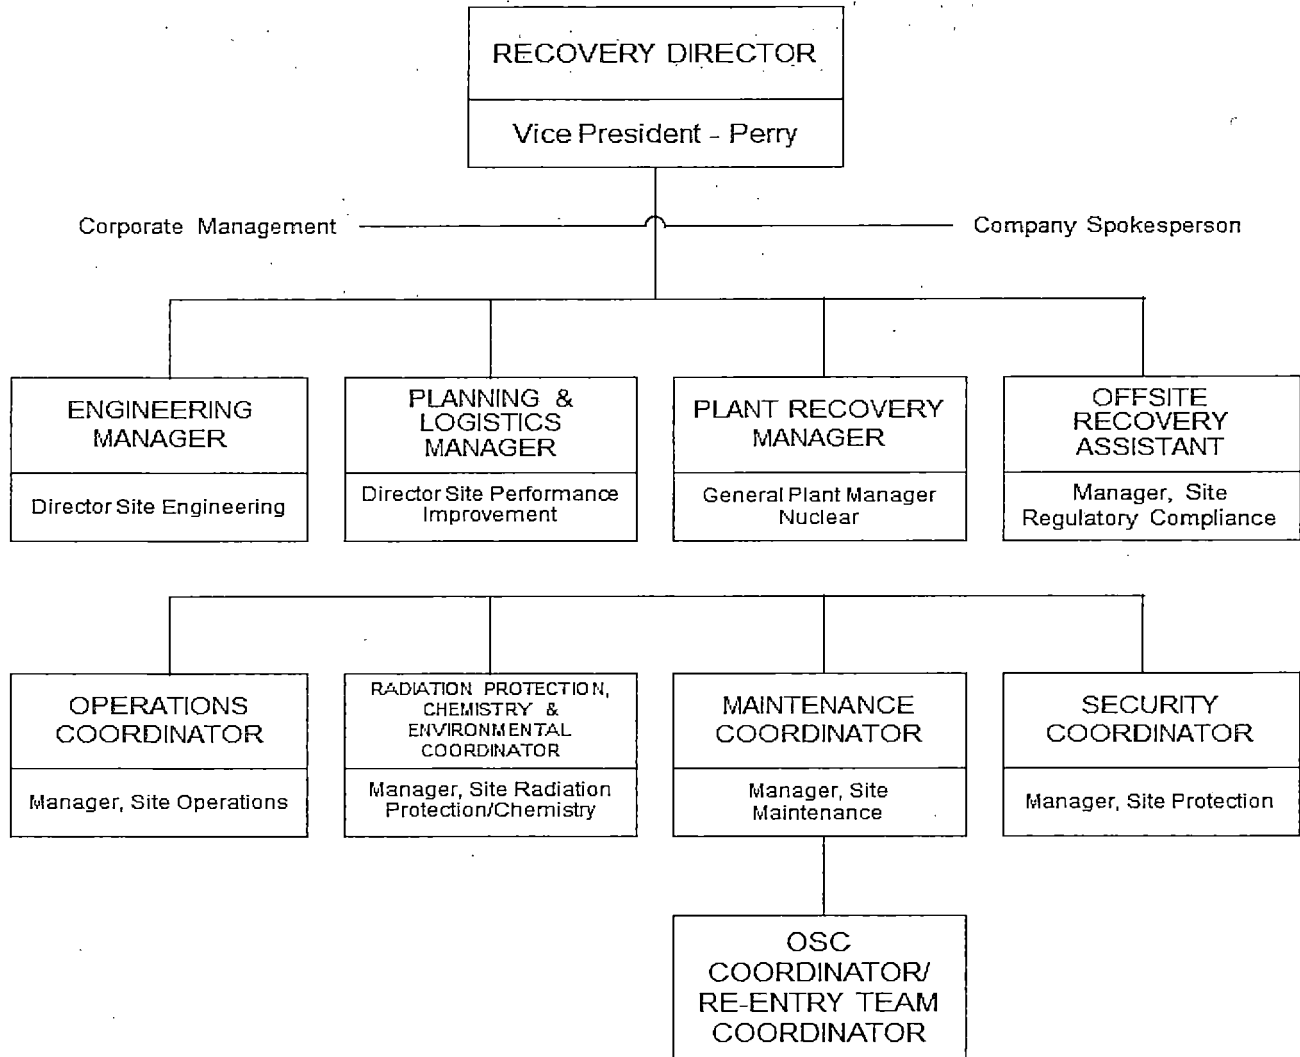 RECOVERY DIRECTOR
Vice President - Perry
Corporate Management
Company Spokesperson
ENGINEERING
MANAGER
Director Site Engineering
PLANNING &
LOGISTICS
MANAGER
Director Site Performance
Improvement
PLANT RECOVERY
MANAGER
General Plant Manager
Nuclear
OFFSITE
RECOVERY
ASSISTANT
Manager, Site
Regulatory Compliance
OPERATIONS
COORDINATOR
Manager, Site Operations
RADIATION PROTECTION,
CHEMISTRY &
ENVIRONMENTAL
COORDINATOR
Manager, Site Radiation
Protection/Chemistry
MAINTENANCE
COORDINATOR
Manager, Site
Maintenance
SECURITY
COORDINATOR
Manager, Site Protection
OSC
COORDINATOR/
RE-ENTRY TEAM
COORDINATOR